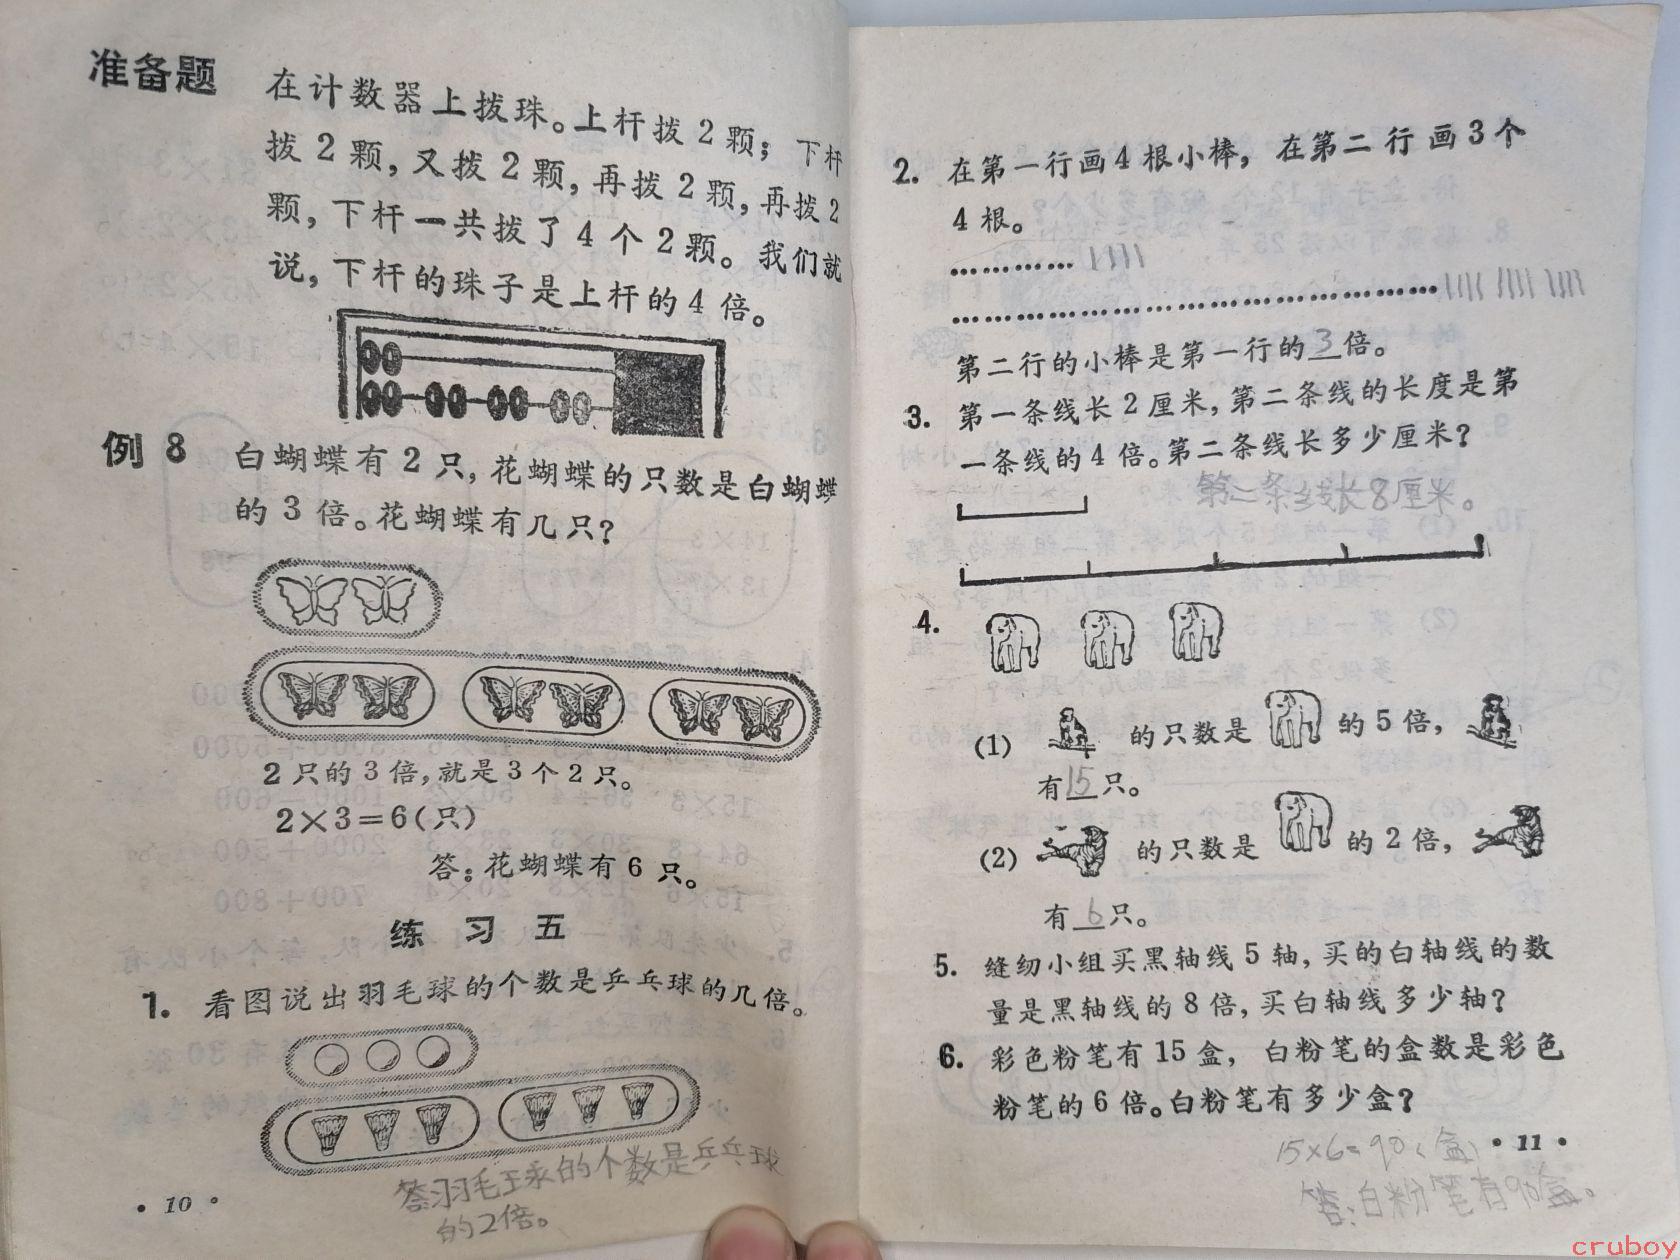 准备题
在计数器上拨珠。上杆拨2颗；下杆
拨2颗，又拨2颗，再拨2颗，再拨2
颗，下杆一共拨了4个2颗。我们就
说，下杆的珠子是上杆的4倍。
例 8
白蝴蝶有2只，花蝴蝶的只数是白蝴蝶
的3倍。花蝴蝶有几只？
2只的3倍，就是3个2只。
2×3=6(只)
答：花蝴蝶有6只。
练 习 五
1. 看图说出羽毛球的个数是乒乓球的几倍。
答:羽毛球的个数是乒乓球
的2倍。
• 10 •
2. 在第一行画4根小棒，在第二行画3个
4根。
…………
第二行的小棒是第一行的3倍。
3. 第一条线长2厘米，第二条线的长度是第
一条线的4倍。第二条线长多少厘米？
第二条线长8厘米。
4.
(1) 的只数是 的5倍，
有15只。
(2) 的只数是 的2倍，
有6只。
5. 缝纫小组买黑轴线5轴，买的白轴线的数
量是黑轴线的8倍，买白轴线多少轴？
6. 彩色粉笔有15盒，白粉笔的盒数是彩色
粉笔的6倍。白粉笔有多少盒？
15×6=90(盒)
答:白粉笔有90盒。
• 11 •
cruboy